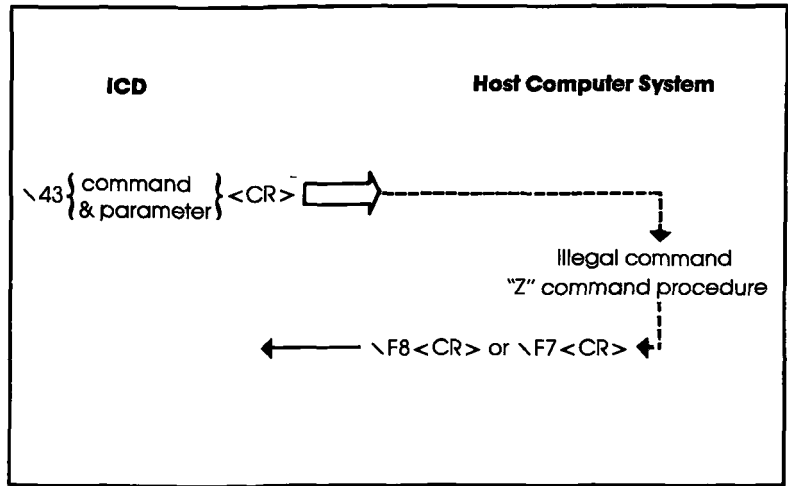 ICD Host Computer System
\43{command & parameter}<CR>
Illegal command
"Z" command procedure
\F8<CR> or \F7<CR>